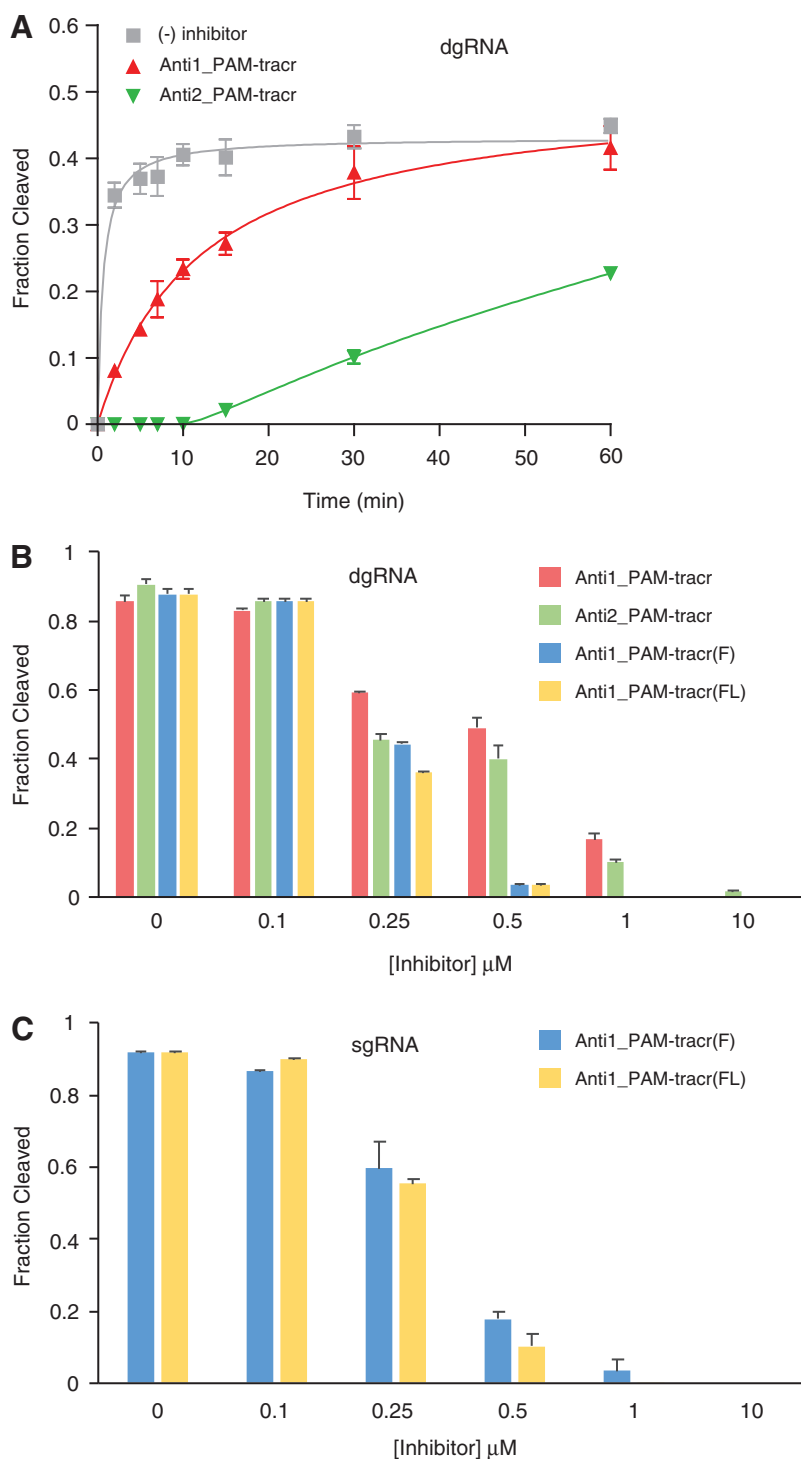 A
0.6
(-) inhibitor
dgRNA
Anti1_PAM-tracr
0.5
Anti2_PAM-tracr
0.4
0.3
0.2
0.1
0
Fraction Cleaved
0 10 20 30 40 50 60
Time (min)
B
1
dgRNA
Anti1_PAM-tracr
0.8
Anti2_PAM-tracr
Anti1_PAM-tracr(F)
0.6
Anti1_PAM-tracr(FL)
0.4
0.2
0
Fraction Cleaved
0 0.1 0.25 0.5 1 10
[Inhibitor] μM
C
1
sgRNA
Anti1_PAM-tracr(F)
Anti1_PAM-tracr(FL)
0.8
0.6
0.4
0.2
0
Fraction Cleaved
0 0.1 0.25 0.5 1 10
[Inhibitor] μM